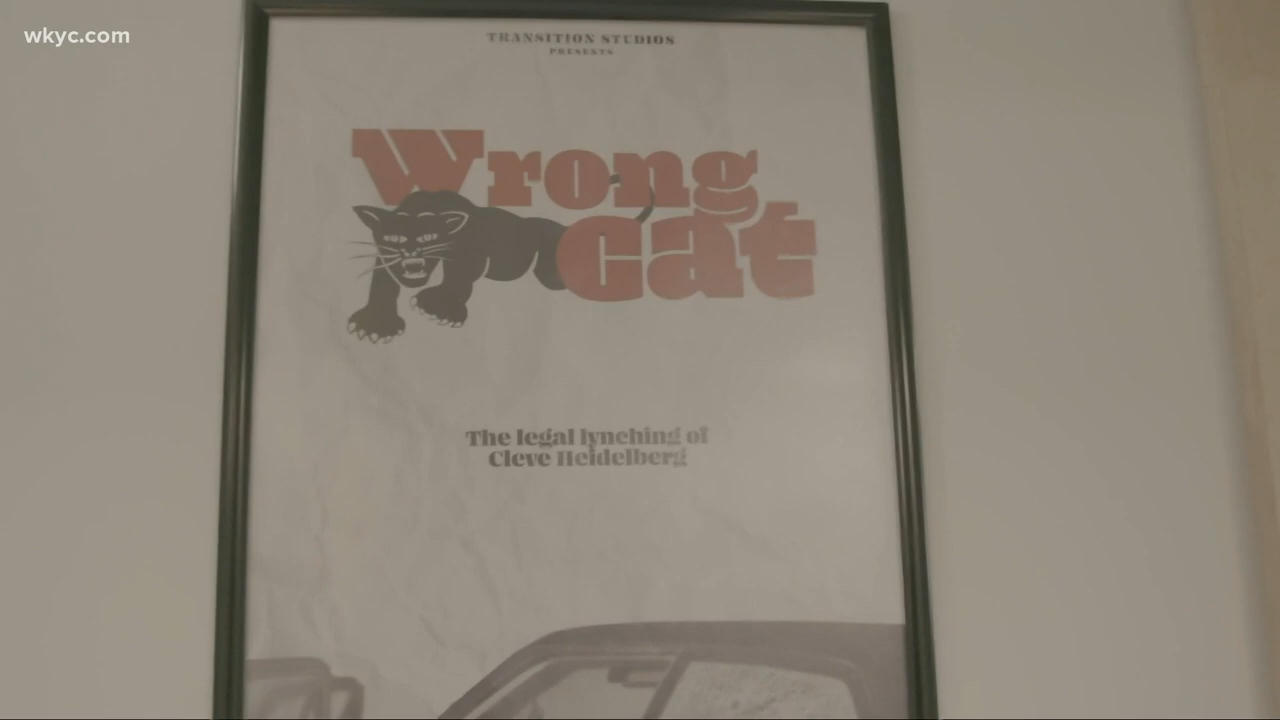 wkyc.com
TRANSITION STUDIOS
PRESENTS
Wrong
Cat
The legal lynching of
Cleve Heidelberg